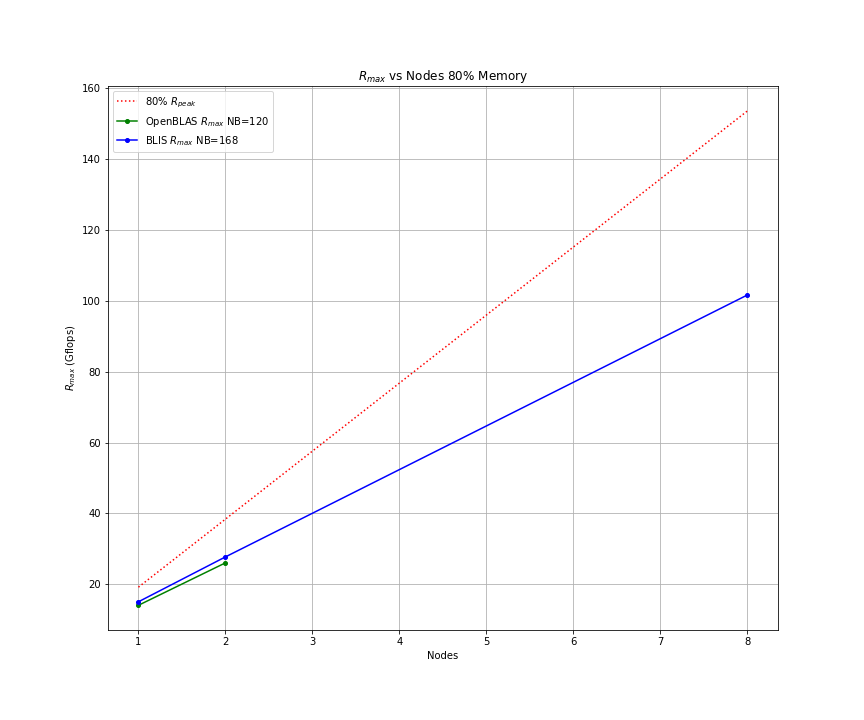 R_max vs Nodes 80% Memory
80% R_peak
OpenBLAS R_max NB=120
BLIS R_max NB=168
160
140
120
100
80
60
40
20
R_max (Gflops)
1 2 3 4 5 6 7 8
Nodes